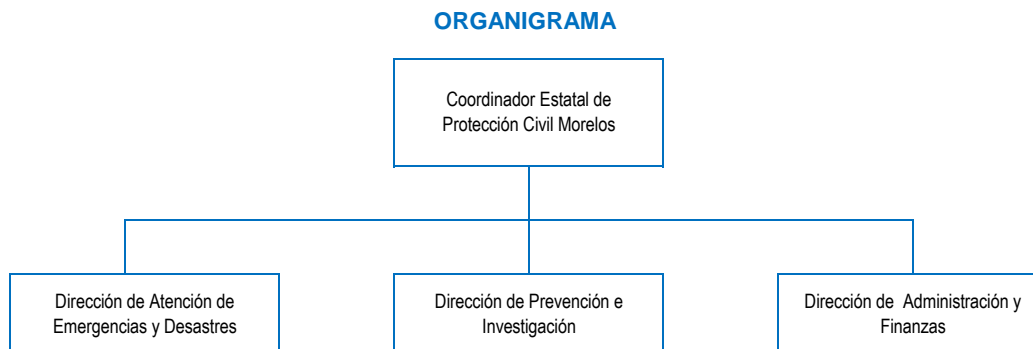 ORGANIGRAMA
Coordinador Estatal de
Protección Civil Morelos
Dirección de Atención de
Emergencias y Desastres
Dirección de Prevención e
Investigación
Dirección de Administración y
Finanzas